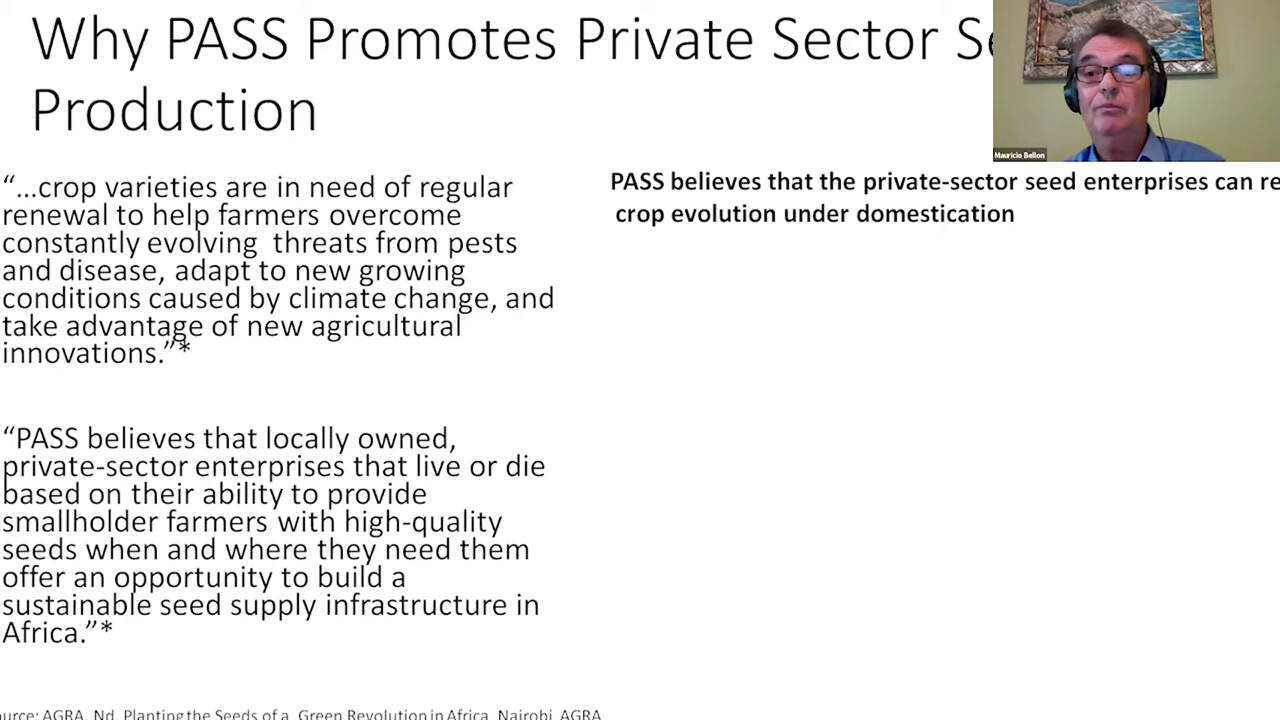 Why PASS Promotes Private Sector
Production
Mauricio Bellon
“…crop varieties are in need of regular
renewal to help farmers overcome
constantly evolving threats from pests
and disease, adapt to new growing
conditions caused by climate change, and
take advantage of new agricultural
innovations.”*
“PASS believes that locally owned,
private-sector enterprises that live or die
based on their ability to provide
smallholder farmers with high-quality
seeds when and where they need them
offer an opportunity to build a
sustainable seed supply infrastructure in
Africa.”*
PASS believes that the private-sector seed enterprises can
crop evolution under domestication
AGRA. Nd. Planting the Seeds of a Green Revolution in Africa. Nairobi, AGRA